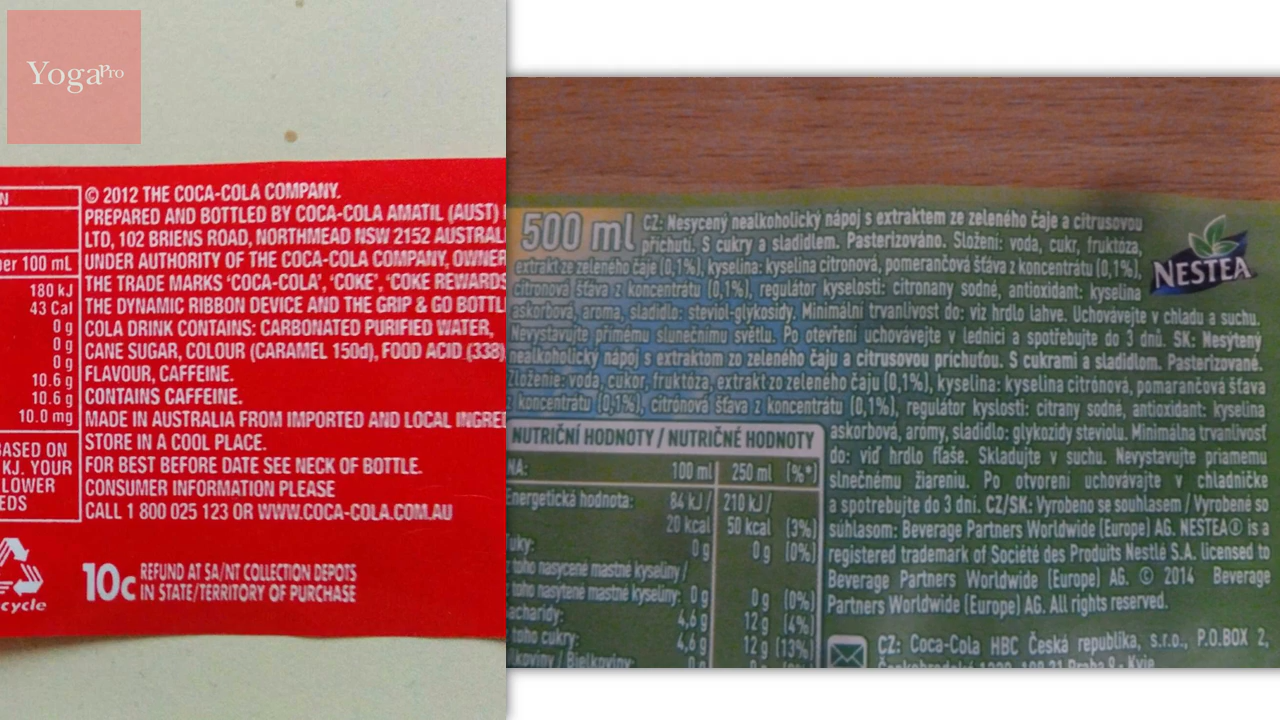 Yoga Pro
N
per 100 mL
180 kJ
43 Cal
0 g
0 g
0 g
10.6 g
10.6 g
10.0 mg
BASED ON
KJ. YOUR
LOWER
EDS
cycle
© 2012 THE COCA-COLA COMPANY.
PREPARED AND BOTTLED BY COCA-COLA AMATIL (AUST)
LTD, 102 BRIENS ROAD, NORTHMEAD NSW 2152 AUSTRAL
UNDER AUTHORITY OF THE COCA-COLA COMPANY, OWNER
THE TRADE MARKS ‘COCA-COLA’, ‘COKE’, ‘COKE REWARDS
THE DYNAMIC RIBBON DEVICE AND THE GRIP & GO BOTTL
COLA DRINK CONTAINS: CARBONATED PURIFIED WATER,
CANE SUGAR, COLOUR (CARAMEL 150d), FOOD ACID (338)
FLAVOUR, CAFFEINE.
CONTAINS CAFFEINE.
MADE IN AUSTRALIA FROM IMPORTED AND LOCAL INGRE
STORE IN A COOL PLACE.
FOR BEST BEFORE DATE SEE NECK OF BOTTLE.
CONSUMER INFORMATION PLEASE
CALL 1 800 025 123 OR WWW.COCA-COLA.COM.AU
10c REFUND AT SA/NT COLLECTION DEPOTS
IN STATE/TERRITORY OF PURCHASE
500 ml
CZ: Nesycený nealkoholický nápoj s extraktem ze zeleného čaje a citrusovou
příchutí. S cukry a sladidlem. Pasterizováno. Složení: voda, cukr, fruktóza,
extrakt ze zeleného čaje (0,1%), kyselina: kyselina citronová, pomerančová šťáva z koncentrátu (0,1%),
citronová šťáva z koncentrátu (0,1%), regulátor kyselosti: citronany sodné, antioxidant: kyselina
askorbová, aroma, sladidlo: steviol-glykosidy. Minimální trvanlivost do: viz hrdlo lahve. Uchovávejte v chladu a suchu.
Nevystavujte přímému slunečnímu světlu. Po otevření uchovávejte v lednici a spotřebujte do 3 dnů. SK: Nesýtený
nealkoholický nápoj s extraktom zo zeleného čaju a citrusovou príchuťou. S cukrami a sladidlom. Pasterizované.
Zloženie: voda, cukor, fruktóza, extrakt zo zeleného čaju (0,1%), kyselina: kyselina citrónová, pomarančová šťava
z koncentrátu (0,1%), citrónová šťava z koncentrátu (0,1%), regulátor kyslosti: citrany sodné, antioxidant: kyselina
askorbová, arómy, sladidlo: glykozidy steviolu. Minimálna trvanlivosť
do: viď hrdlo fľaše. Skladujte v suchu. Nevystavujte priamemu
slnečnému žiareniu. Po otvorení uchovávajte v chladničke
a spotrebujte do 3 dní. CZ/SK: Vyrobeno se souhlasem / Vyrobené so
súhlasom: Beverage Partners Worldwide (Europe) AG. NESTEA® is a
registered trademark of Société des Produits Nestlé S.A. licensed to
Beverage Partners Worldwide (Europe) AG. © 2014 Beverage
Partners Worldwide (Europe) AG. All rights reserved.
CZ: Coca-Cola HBC Česká republika, s.r.o., P.O.BOX 2,
NESTEA
NUTRIČNÍ HODNOTY / NUTRIČNÉ HODNOTY
NA: 100 ml 250 ml (%*)
Energetická hodnota: 84 kJ/ 210 kJ/
20 kcal 50 kcal (3%)
uky: 0 g 0 g (0%)
toho nasycené mastné kyseliny /
toho nasýtené mastné kyseliny: 0 g 0 g (0%)
acharidy: 4,6 g 12 g (4%)
toho cukry: 4,6 g 12 g (13%)